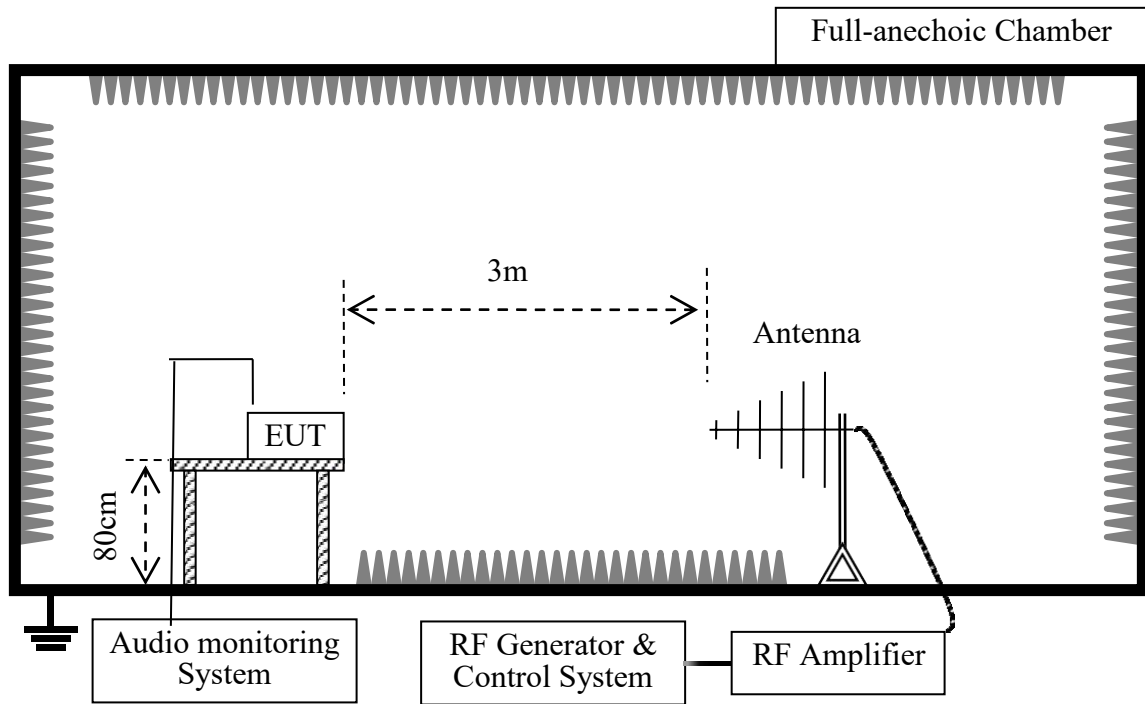 Full-anechoic Chamber
3m
Antenna
EUT
80cm
Audio monitoring
System
RF Generator &
Control System
RF Amplifier